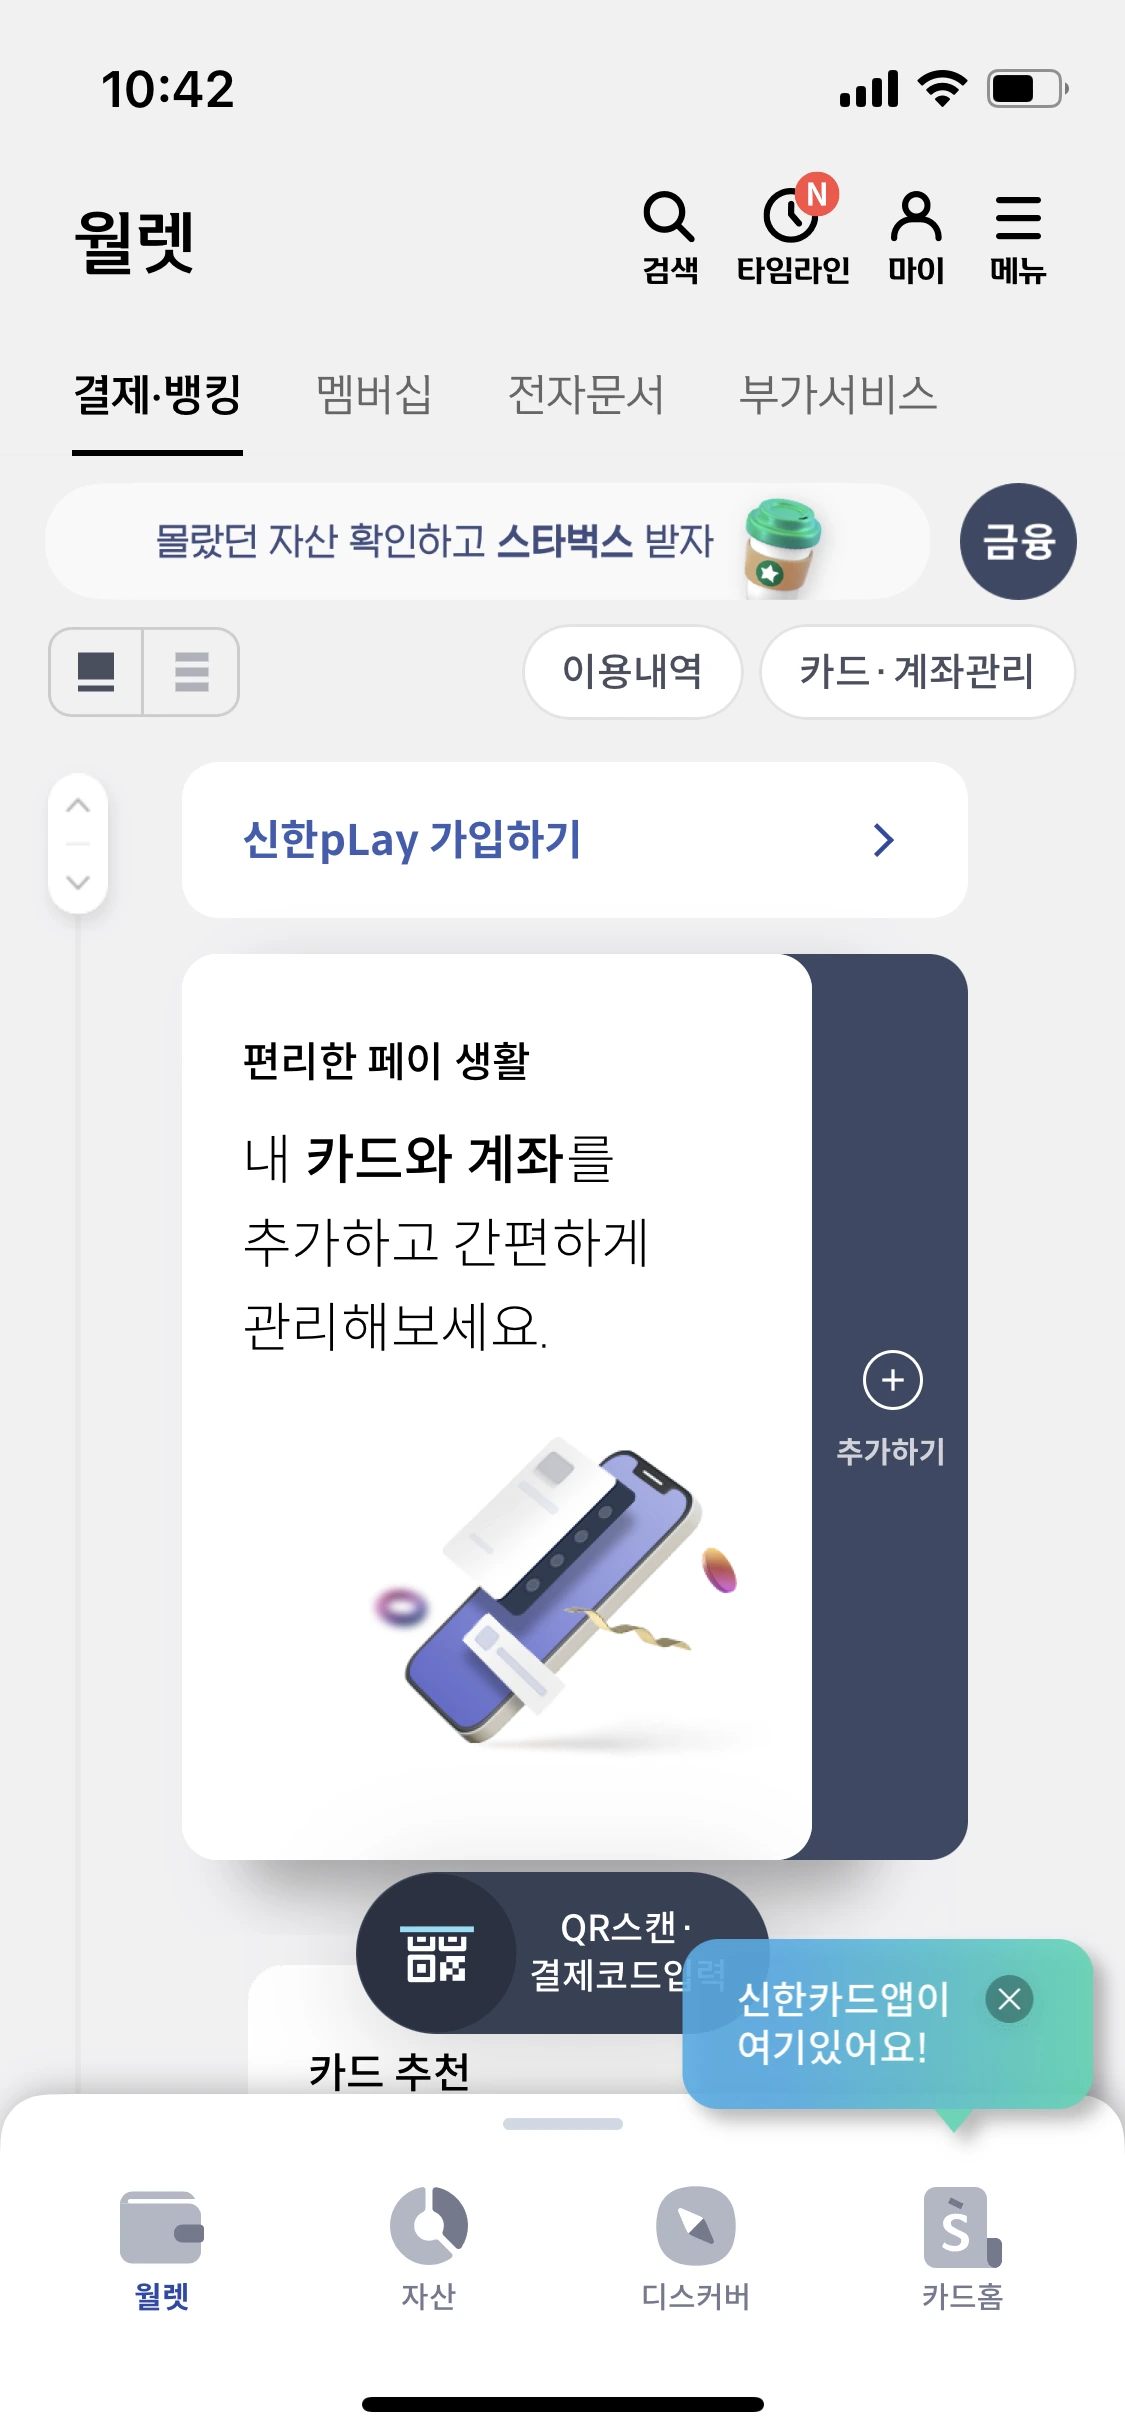 10:42
월렛
N
검색 타임라인 마이 메뉴
결제·뱅킹 멤버십 전자문서 부가서비스
몰랐던 자산 확인하고 스타벅스 받자
금융
이용내역 카드·계좌관리
신한pLay 가입하기
편리한 페이 생활
내 카드와 계좌를
추가하고 간편하게
관리해보세요.
추가하기
QR스캔·
결제코드입력
신한카드앱이
여기있어요!
카드 추천
S
월렛 자산 디스커버 카드홈